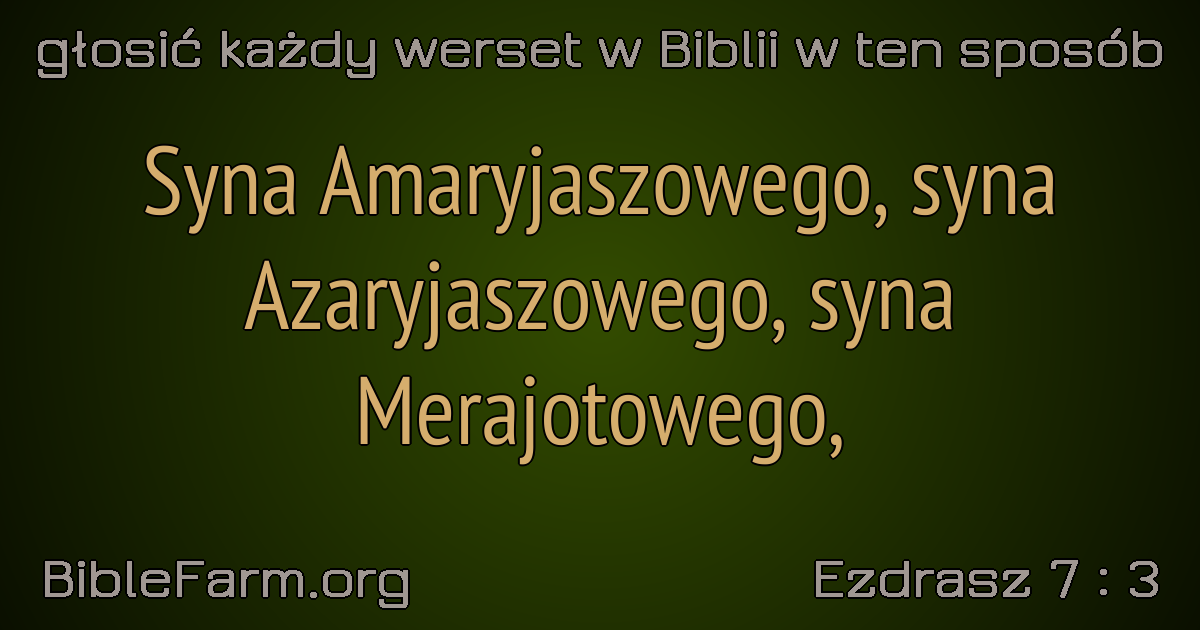 głosić każdy werset w Biblii w ten sposób
Syna Amaryjaszowego, syna
Azaryjaszowego, syna
Merajotowego,
BibleFarm.org
Ezdrasz 7 : 3